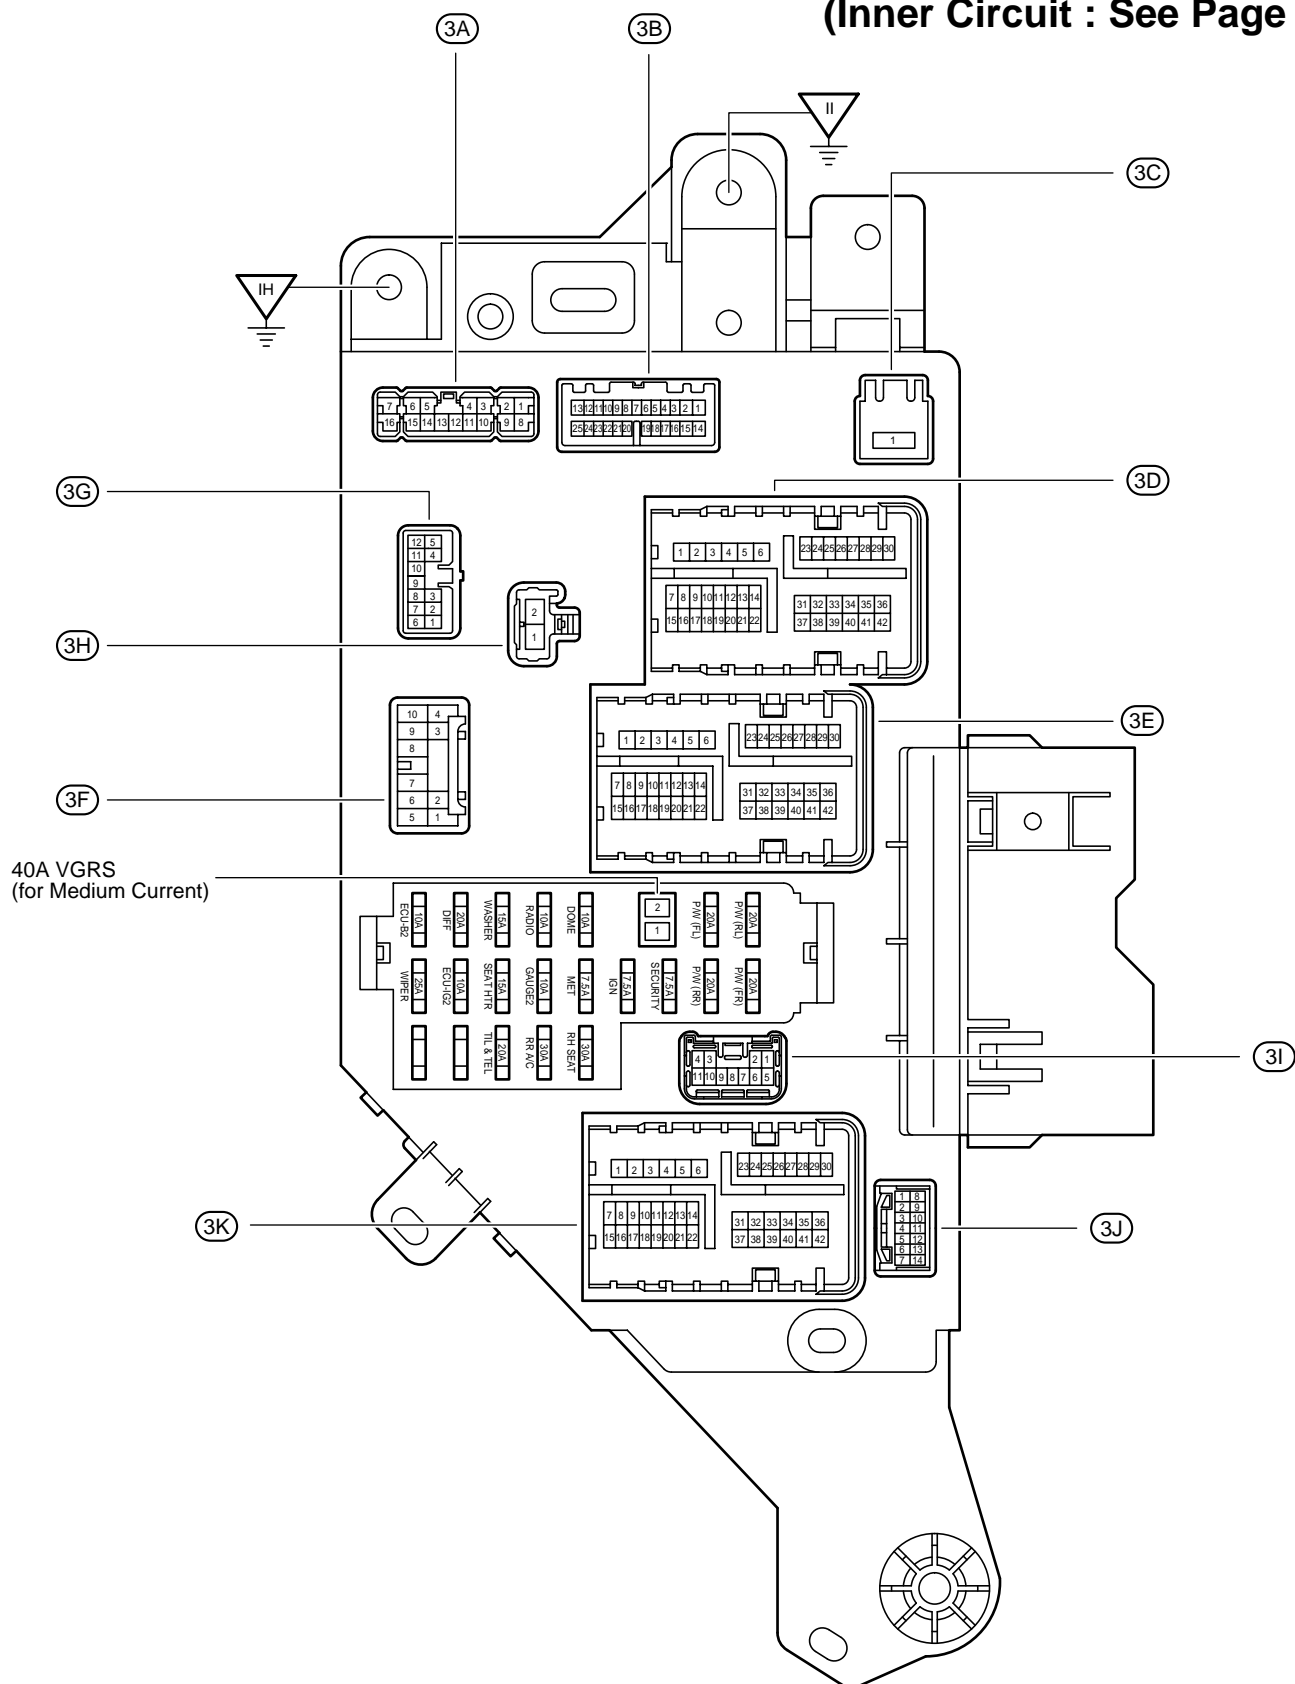 (Inner Circuit : See Page
3A
3B
II
3C
IH
7 6 5 4 3 2 1
16 15 14 13 12 11 10 9 8
13 12 11 10 9 8 7 6 5 4 3 2 1
25 24 23 22 21 20 19 18 17 16 15 14
1
3G
3D
12 5
11 4
10
9
8 3
7 2
6 1
1 2 3 4 5 6
23 24 25 26 27 28 29 30
7 8 9 10 11 12 13 14
15 16 17 18 19 20 21 22
31 32 33 34 35 36
37 38 39 40 41 42
3H
2
1
3E
10 4
9 3
8
7
6 2
5 1
1 2 3 4 5 6
23 24 25 26 27 28 29 30
7 8 9 10 11 12 13 14
15 16 17 18 19 20 21 22
31 32 33 34 35 36
37 38 39 40 41 42
3F
40A VGRS
(for Medium Current)
2
1
ECU-B2 10A
DIFF 20A
WASHER 15A
RADIO 10A
DOME 10A
P/W (FL) 20A
P/W (RL) 20A
WIPER 25A
ECU-IG2 10A
SEAT HTR 15A
GAUGE2 10A
MET 7.5A
IGN 7.5A
SECURITY 7.5A
P/W (RR) 20A
P/W (FR) 20A
TIL & TEL 20A
RR A/C 30A
RH SEAT 30A
3I
4 3 2 1
11 10 9 8 7 6 5
1 2 3 4 5 6
23 24 25 26 27 28 29 30
7 8 9 10 11 12 13 14
15 16 17 18 19 20 21 22
31 32 33 34 35 36
37 38 39 40 41 42
3K
3J
1 8
2 9
3 10
4 11
5 12
6 13
7 14